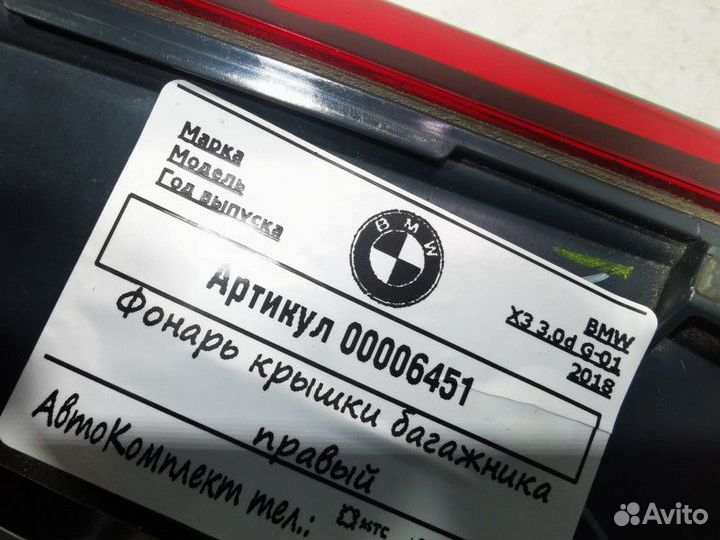 Марка
BMW
Модель
X3 3.0d G-01
Год выпуска
2018
BMW
Артикул 00006451
Фонарь крышки багажника
правый
АвтоКомплект тел.:
МТС
Avito